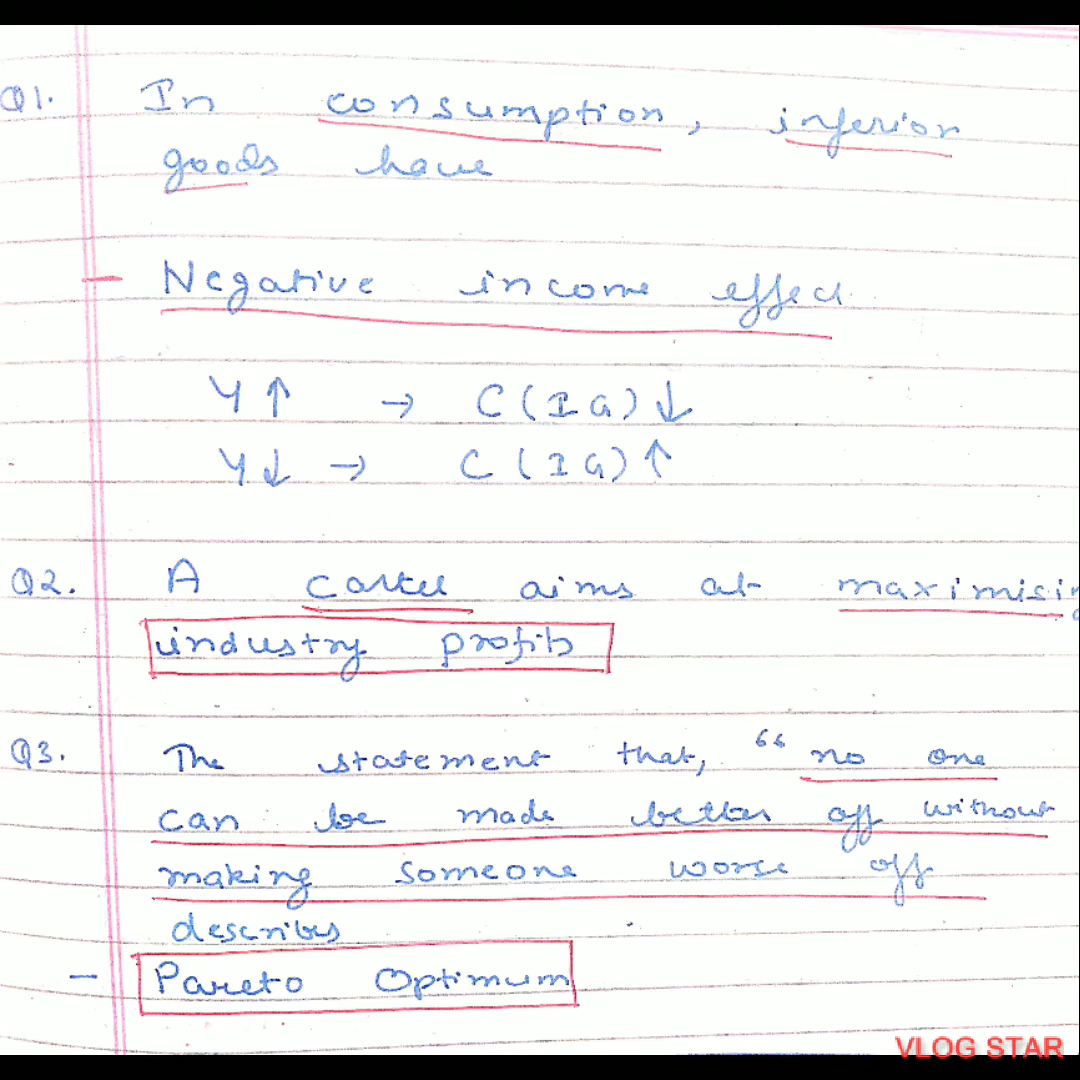 Q1. In consumption, inferior
goods have
- Negative income effect
Y↑ → C(IG)↓
Y↓ → C(IG)↑
Q2. A cartel aims at maximising
industry profits
Q3. The statement that, "no one
can be made better off without
making someone worse off
describes
- Pareto Optimum
VLOG STAR